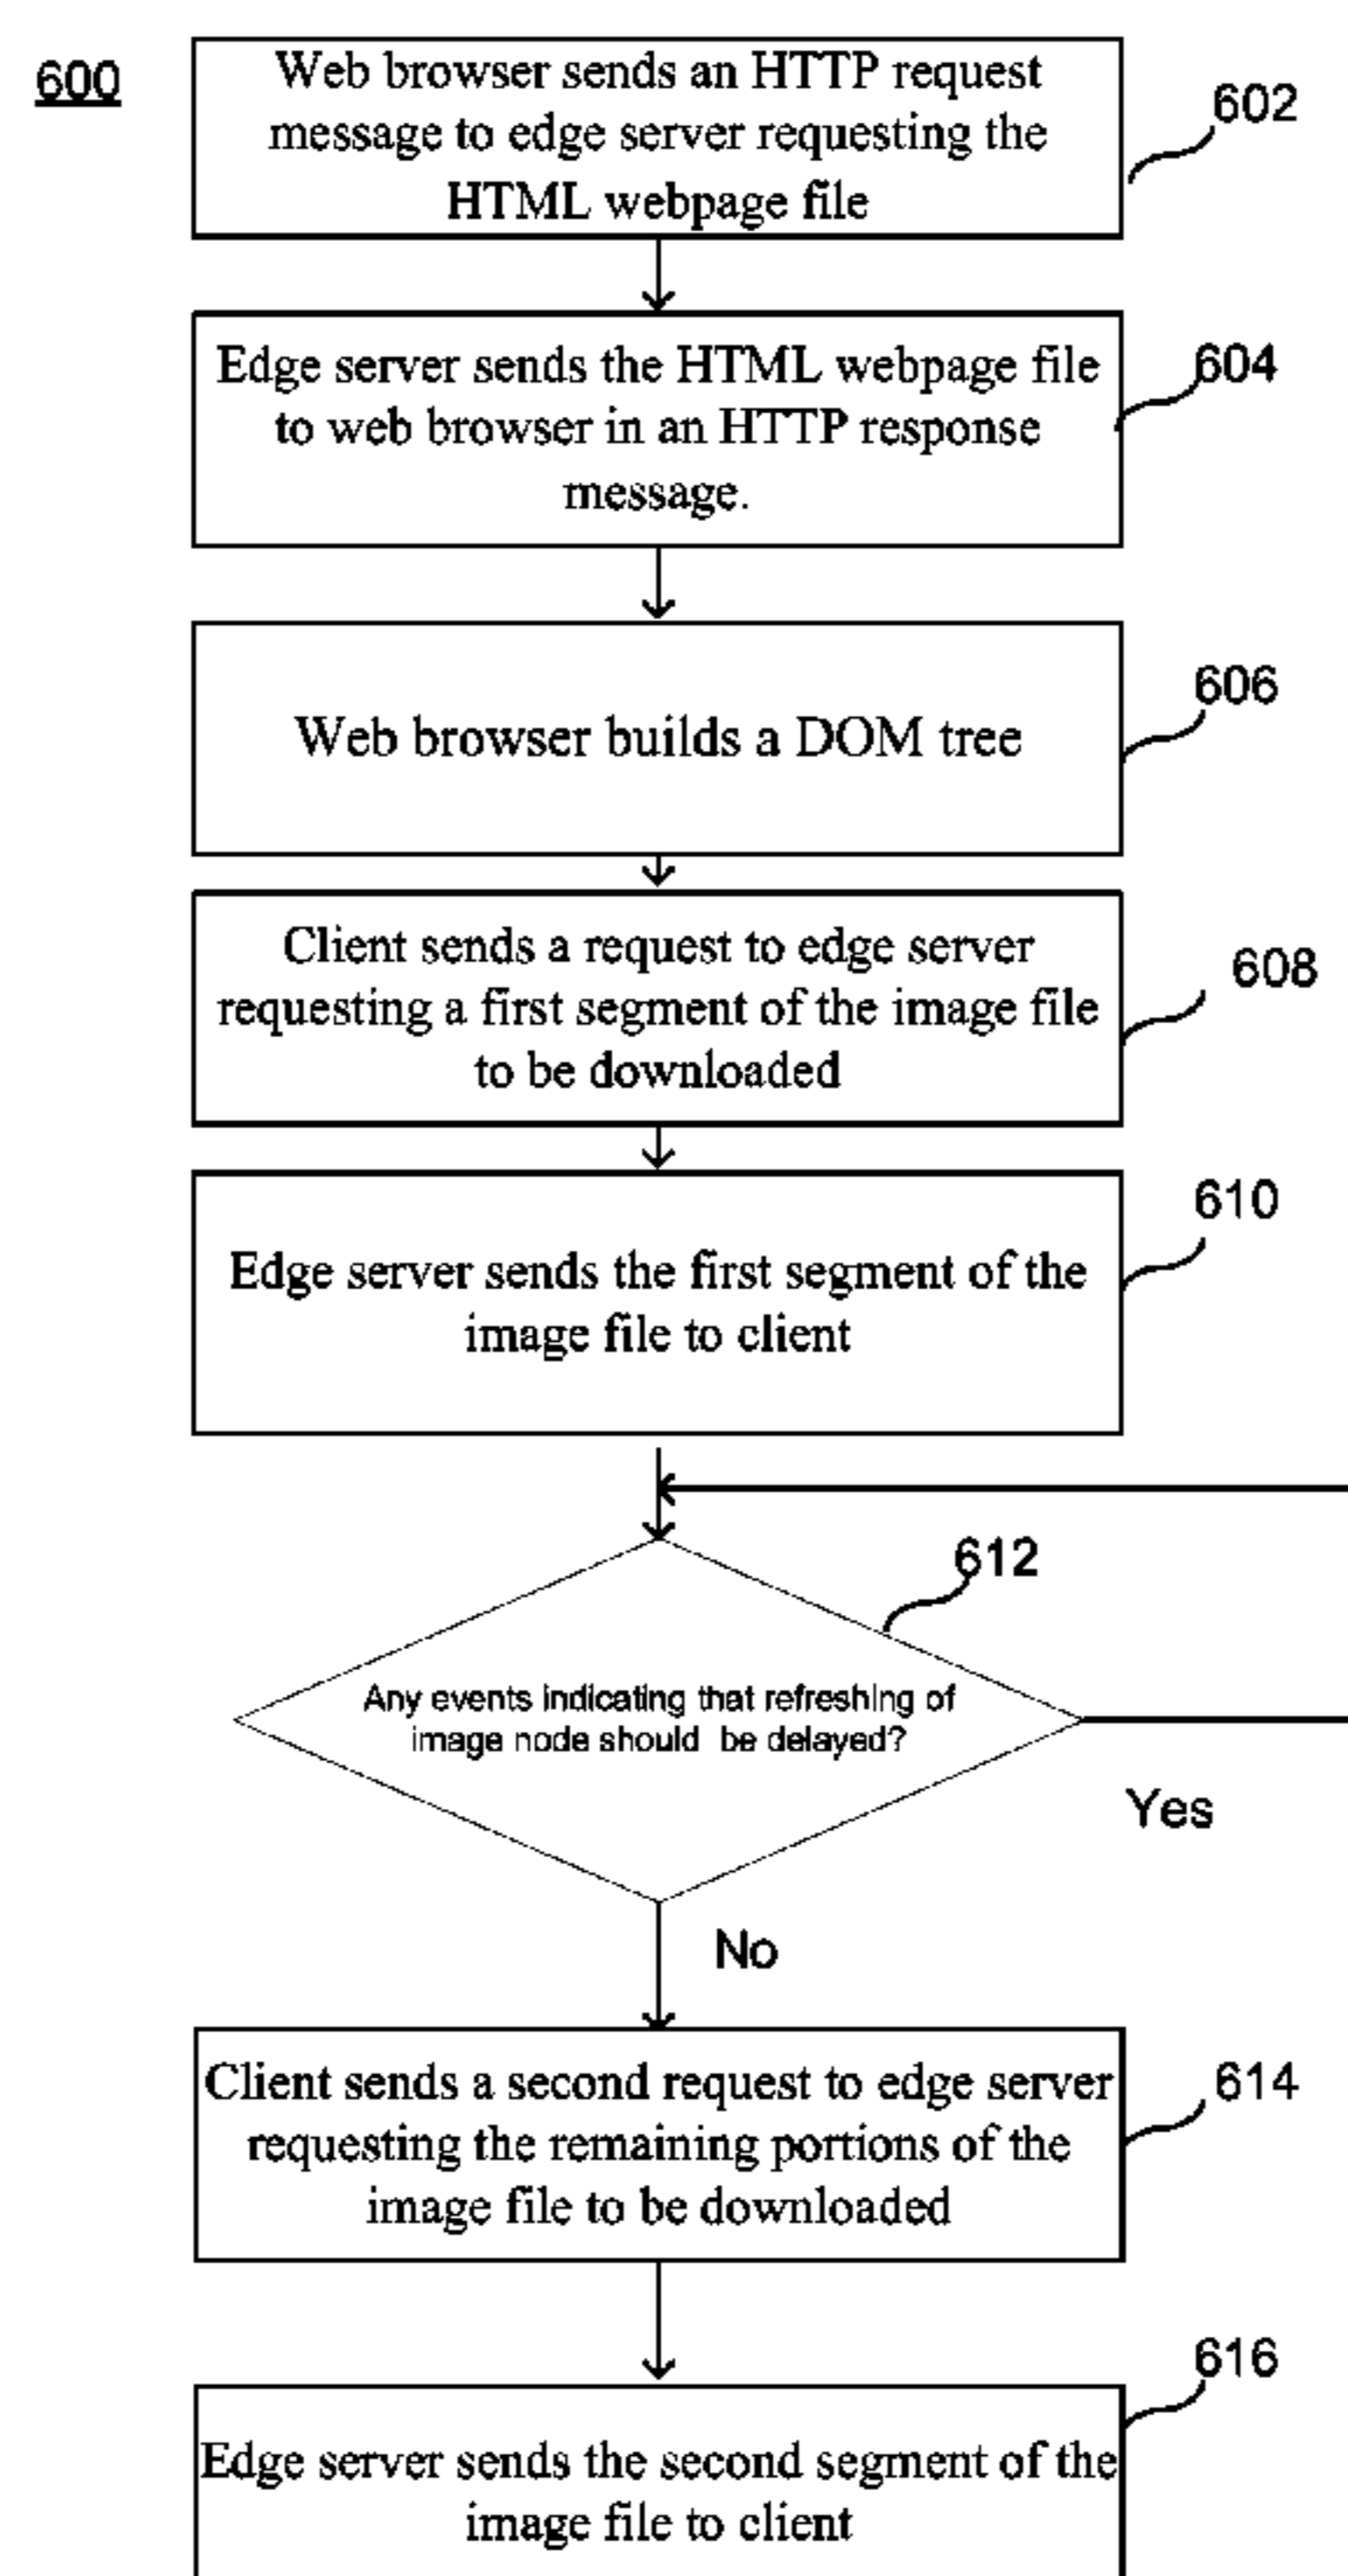 600
Web browser sends an HTTP request
message to edge server requesting the
HTML webpage file
602
Edge server sends the HTML webpage file
to web browser in an HTTP response
message.
604
Web browser builds a DOM tree
606
Client sends a request to edge server
requesting a first segment of the image file
to be downloaded
608
Edge server sends the first segment of the
image file to client
610
612
Any events indicating that refreshing of
image node should be delayed?
Yes
No
Client sends a second request to edge server
requesting the remaining portions of the
image file to be downloaded
614
Edge server sends the second segment of the
image file to client
616